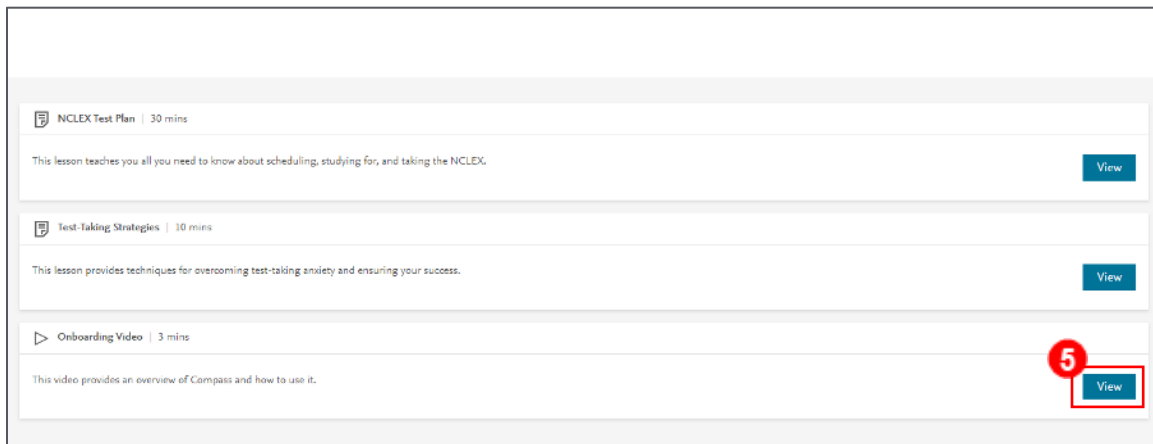 NCLEX Test Plan | 30 mins
This lesson teaches you all you need to know about scheduling, studying for, and taking the NCLEX.
View
Test-Taking Strategies | 10 mins
This lesson provides techniques for overcoming test-taking anxiety and ensuring your success.
View
Onboarding Video | 3 mins
5
This video provides an overview of Compass and how to use it.
View